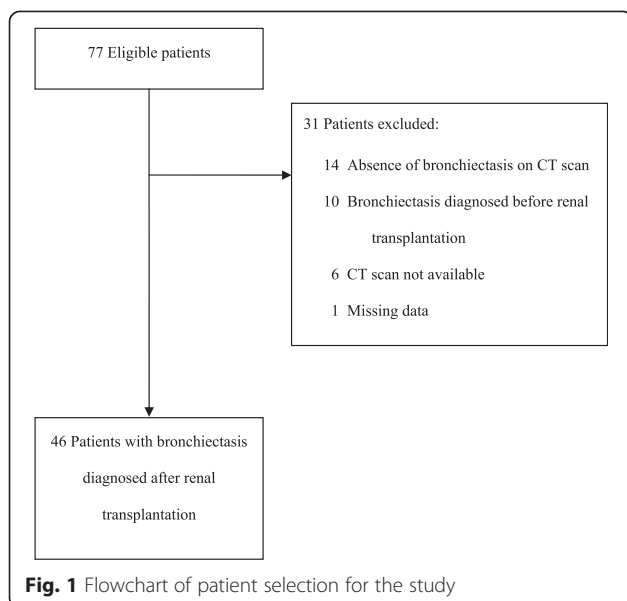 77 Eligible patients
31 Patients excluded:
14 Absence of bronchiectasis on CT scan
10 Bronchiectasis diagnosed before renal
transplantation
6 CT scan not available
1 Missing data
46 Patients with bronchiectasis
diagnosed after renal
transplantation
Fig. 1 Flowchart of patient selection for the study